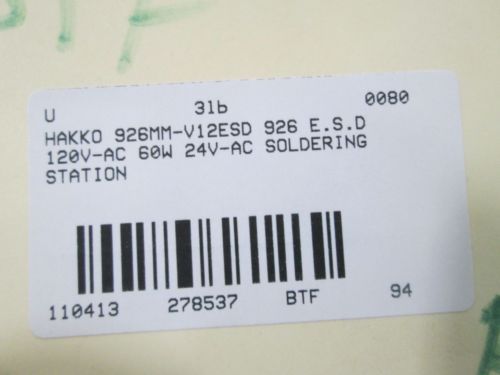 U 31b 0080
HAKKO 926MM-V12ESD 926 E.S.D
120V-AC 60W 24V-AC SOLDERING
STATION
110413 278537 BTF 94